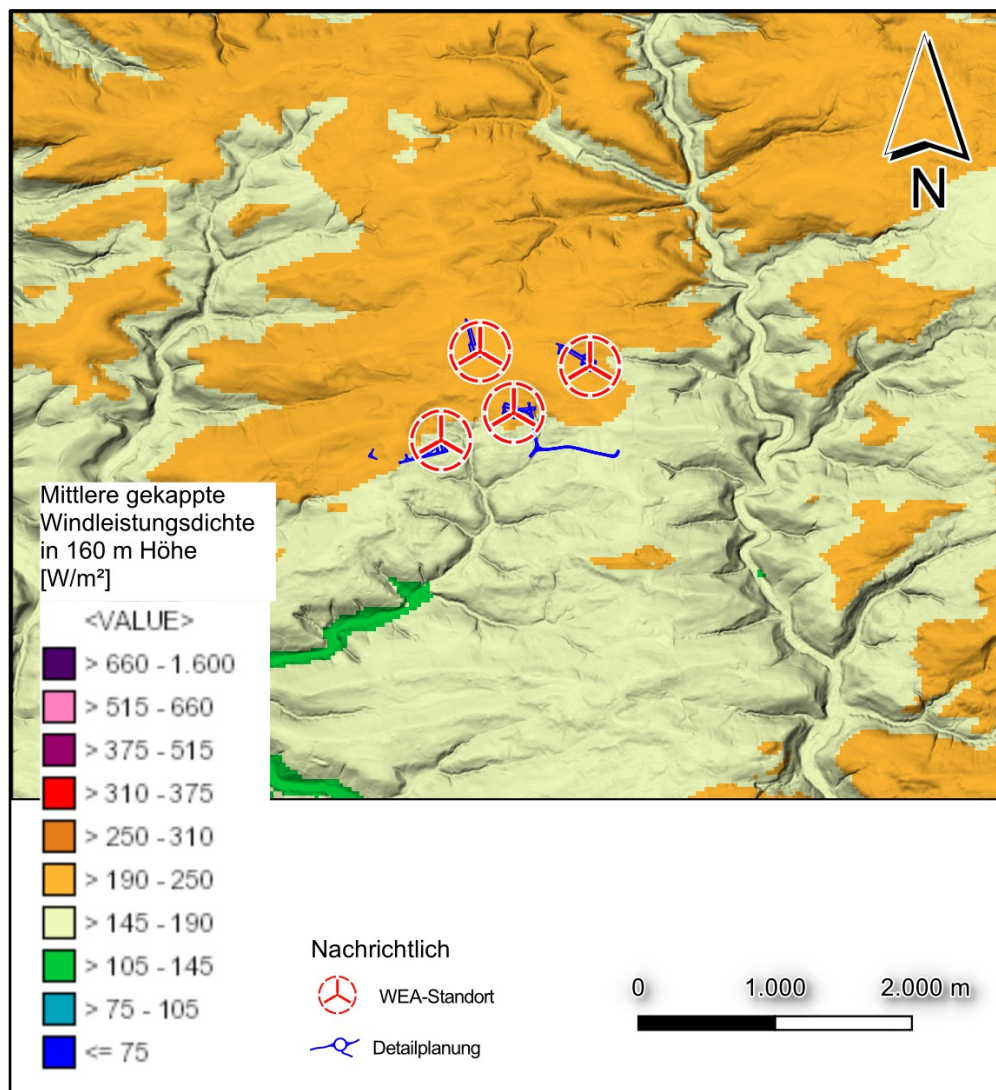 N
Mittlere gekappte
Windleistungsdichte
in 160 m Höhe
[W/m²]
<VALUE>
> 660 - 1.600
> 515 - 660
> 375 - 515
> 310 - 375
> 250 - 310
> 190 - 250
> 145 - 190
> 105 - 145
> 75 - 105
<= 75
Nachrichtlich
WEA-Standort
Detailplanung
0 1.000 2.000 m